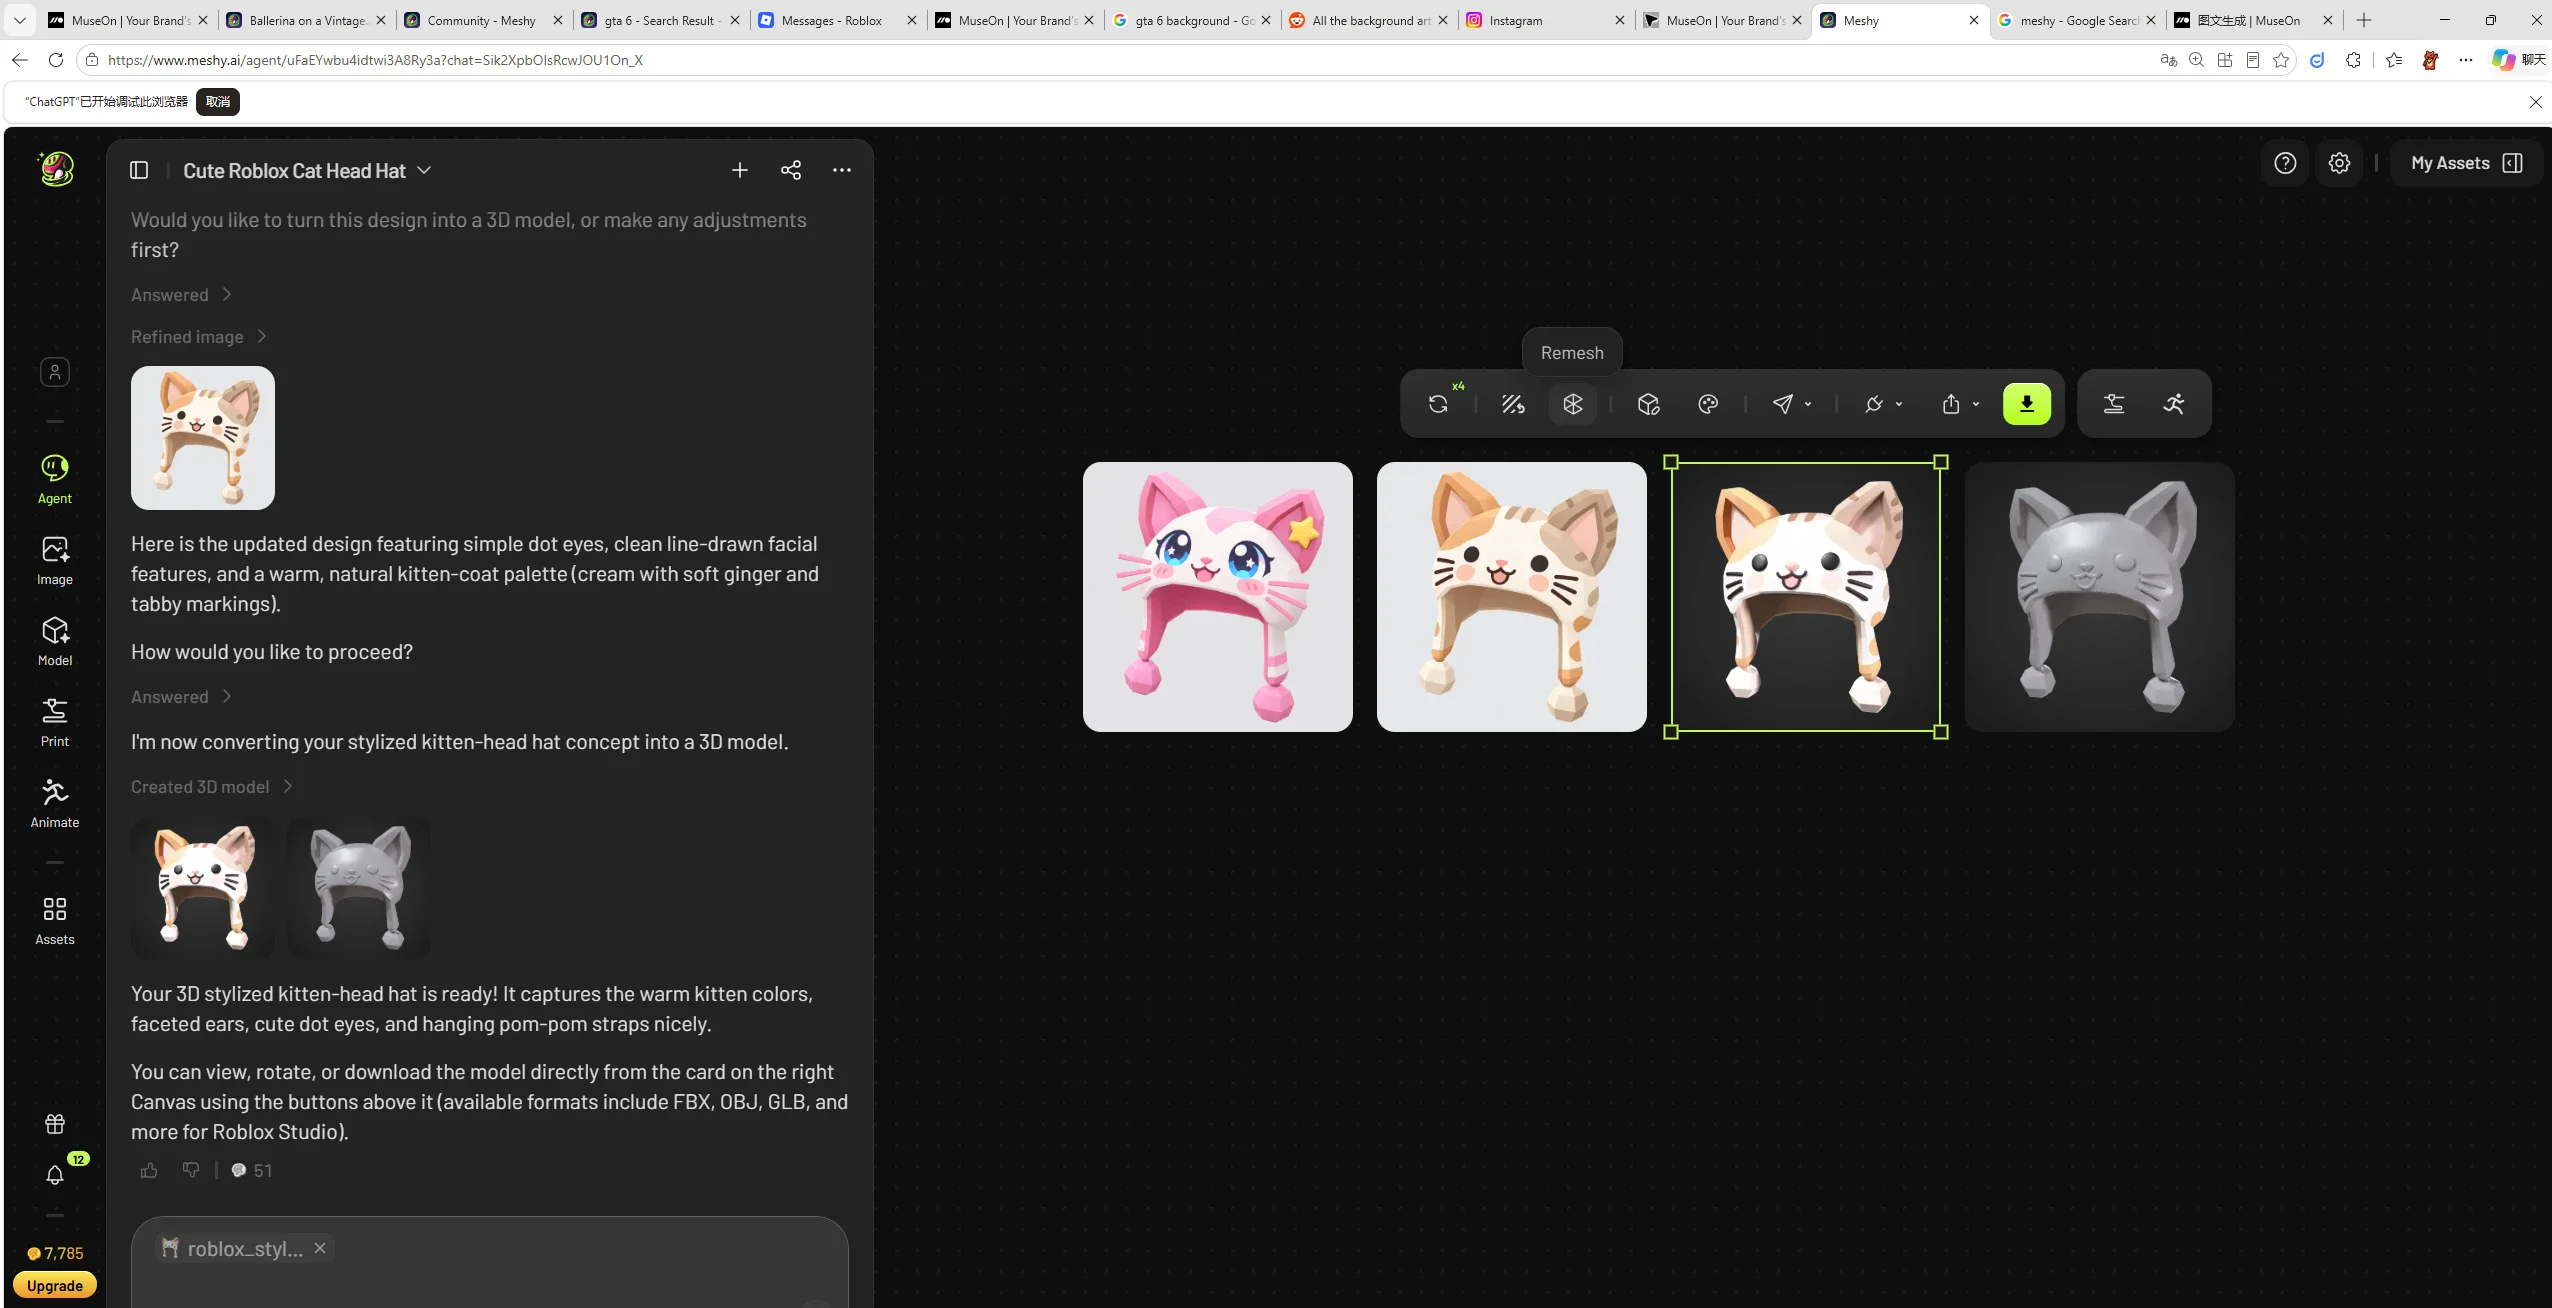 MuseOn | Your Brand's
Ballerina on a Vintage
Community - Meshy
gta 6 - Search Result -
Messages - Roblox
MuseOn | Your Brand's
gta 6 background - Go
All the background art
Instagram
MuseOn | Your Brand's
Meshy
meshy - Google Search
图文生成 | MuseOn
https://www.meshy.ai/agent/uFaEYwbu4idtwi3A8Ry3a?chat=Sik2XpbOlsRcwJOU1On_X
聊天
"ChatGPT"已开始调试此浏览器
取消
Cute Roblox Cat Head Hat
My Assets
Would you like to turn this design into a 3D model, or make any adjustments
first?
Answered
Refined image
Remesh
x4
Agent
Image
Model
Print
Animate
Assets
Here is the updated design featuring simple dot eyes, clean line-drawn facial
features, and a warm, natural kitten-coat palette (cream with soft ginger and
tabby markings).
How would you like to proceed?
Answered
I'm now converting your stylized kitten-head hat concept into a 3D model.
Created 3D model
Your 3D stylized kitten-head hat is ready! It captures the warm kitten colors,
faceted ears, cute dot eyes, and hanging pom-pom straps nicely.
You can view, rotate, or download the model directly from the card on the right
Canvas using the buttons above it (available formats include FBX, OBJ, GLB, and
more for Roblox Studio).
51
12
roblox_styl...
7,785
Upgrade